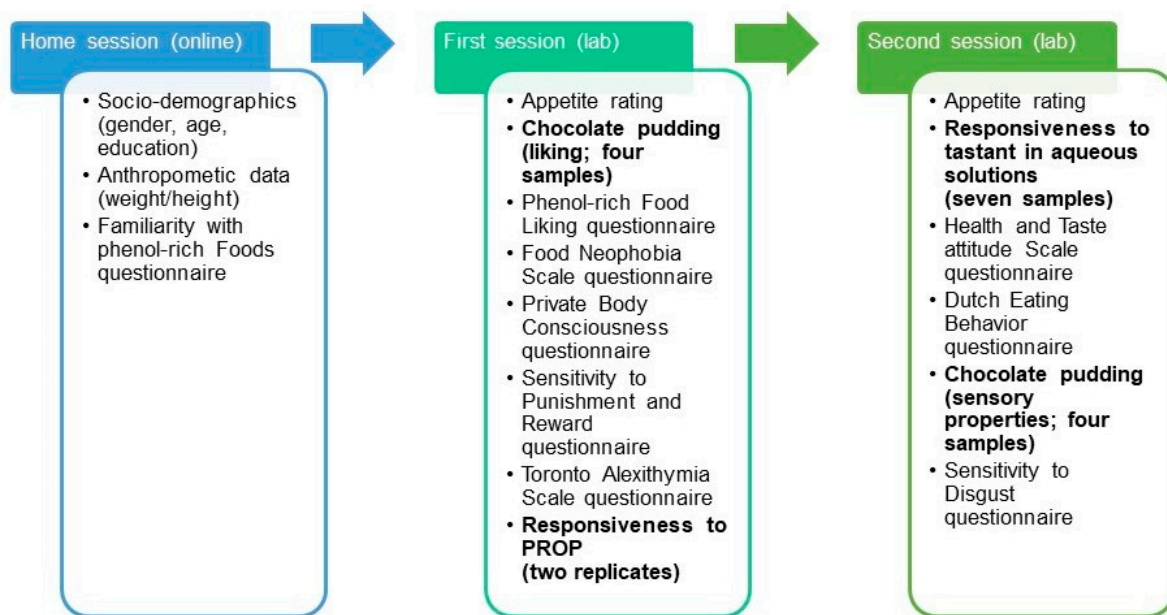 Home session (online)
• Socio-demographics
(gender, age,
education)
• Anthropometic data
(weight/height)
• Familiarity with
phenol-rich Foods
questionnaire
First session (lab)
• Appetite rating
• Chocolate pudding
(liking; four
samples)
• Phenol-rich Food
Liking questionnaire
• Food Neophobia
Scale questionnaire
• Private Body
Consciousness
questionnaire
• Sensitivity to
Punishment and
Reward
questionnaire
• Toronto Alexithymia
Scale questionnaire
• Responsiveness to
PROP
(two replicates)
Second session (lab)
• Appetite rating
• Responsiveness to
tastant in aqueous
solutions
(seven samples)
• Health and Taste
attitude Scale
questionnaire
• Dutch Eating
Behavior
questionnaire
• Chocolate pudding
(sensory
properties; four
samples)
• Sensitivity to
Disgust
questionnaire